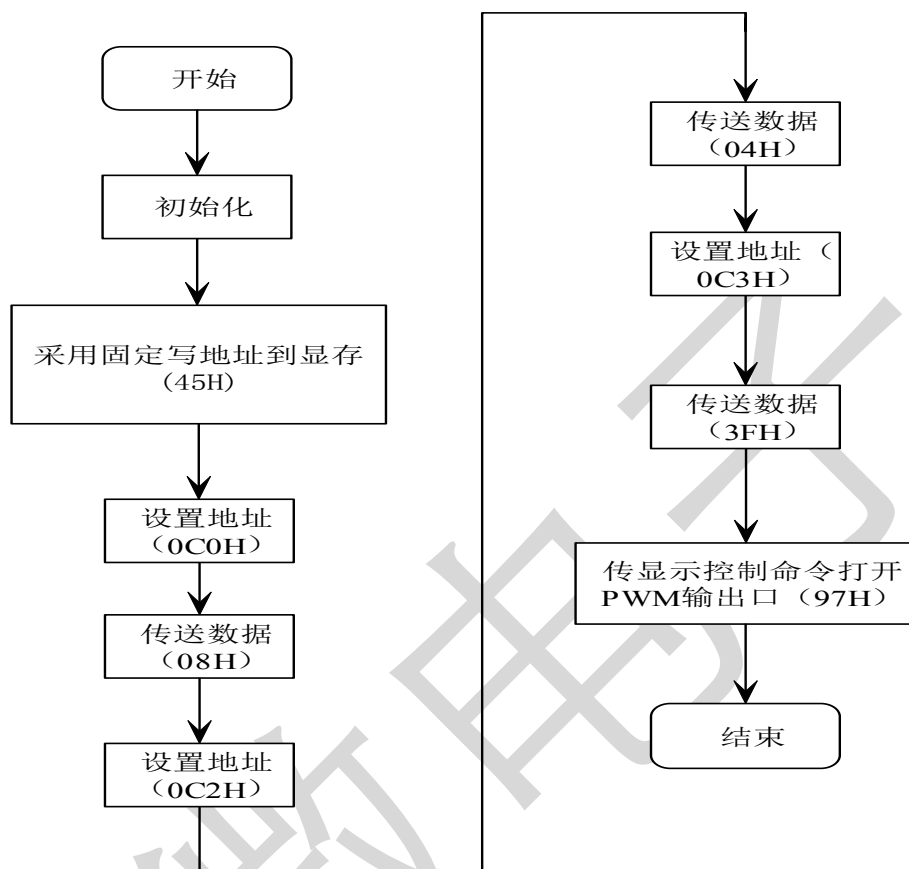 开始
初始化
采用固定写地址到显存
(45H)
设置地址
(0C0H)
传送数据
(08H)
设置地址
(0C2H)
传送数据
(04H)
设置地址（
0C3H）
传送数据
(3FH)
传显示控制命令打开
PWM输出口（97H）
结束
微电子